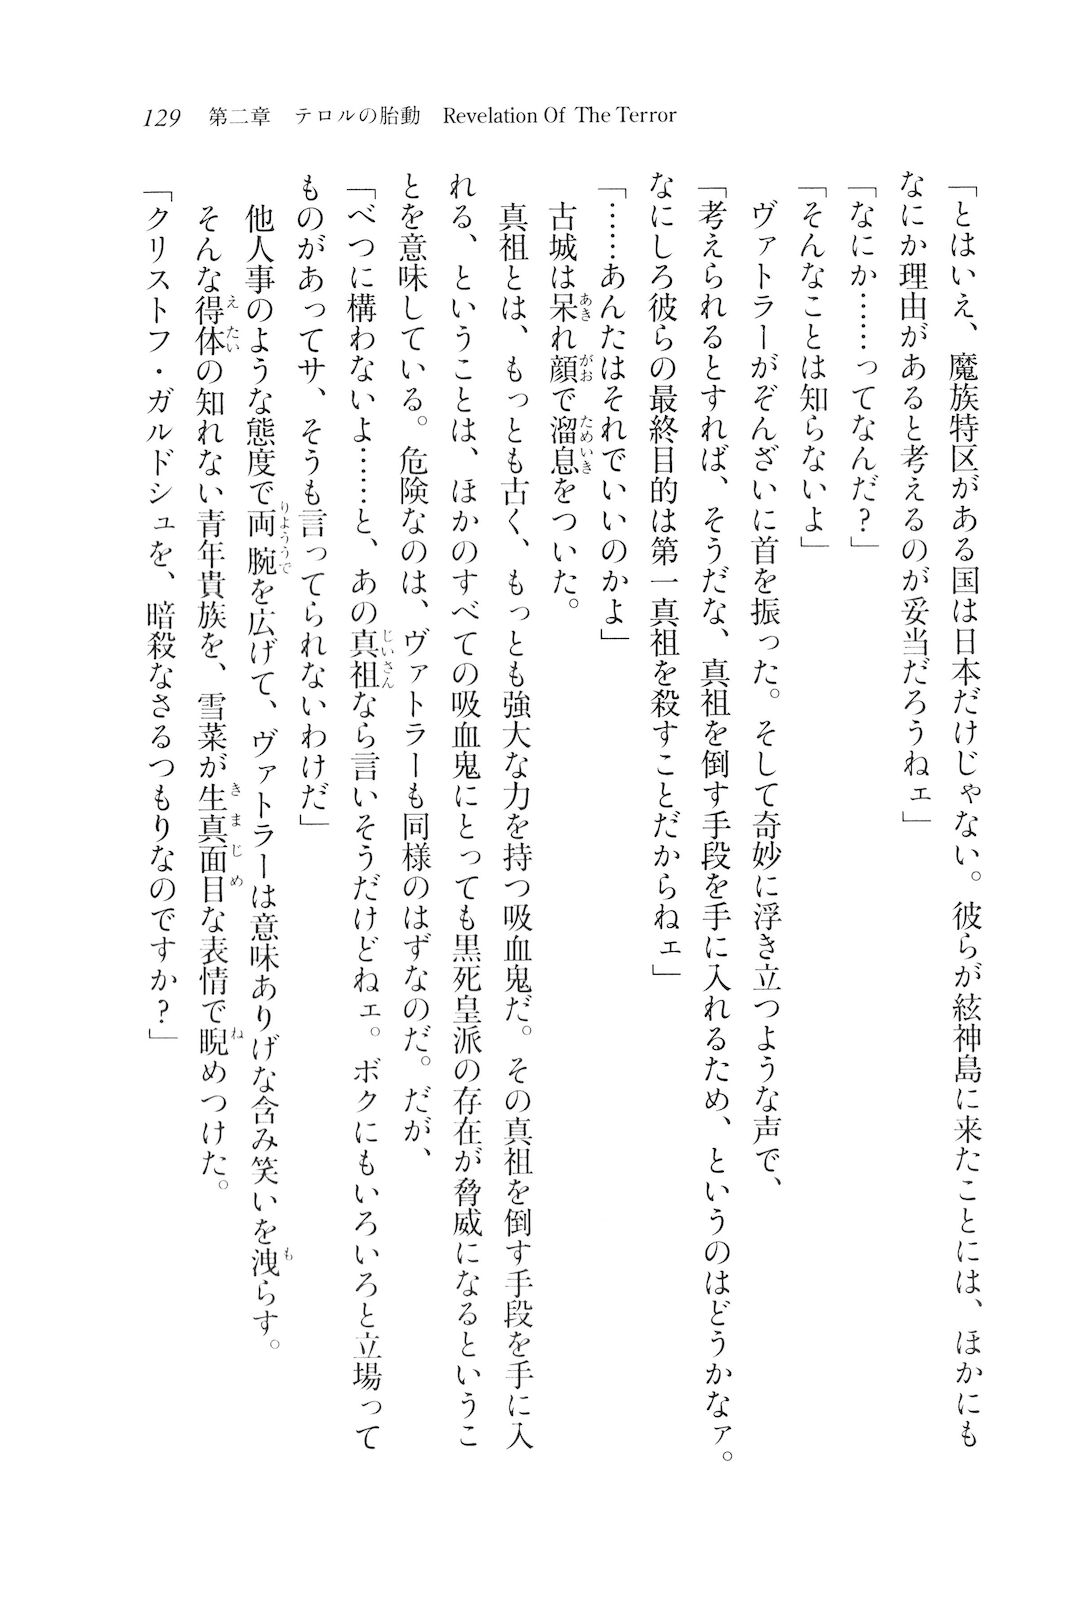 129 第二章 テロルの胎動 Revelation Of The Terror
「とはいえ、魔族特区がある国は日本だけじゃない。彼らが絃神島に来たことには、ほかにも
なにか理由があると考えるのが妥当だろうねェ」
「なにか……ってなんだ？」
「そんなことは知らないよ」
ヴァトラーがぞんざいに首を振った。そして奇妙に浮き立つような声で、
「考えられるとすれば、そうだな、真祖を倒す手段を手に入れるため、というのはどうかなァ。
なにしろ彼らの最終目的は第一真祖を殺すことだからねェ」
「……あんたはそれでいいのかよ」
古城は呆れ顔で溜息をついた。
真祖とは、もっとも古く、もっとも強大な力を持つ吸血鬼だ。その真祖を倒す手段を手に入
れる、ということは、ほかのすべての吸血鬼にとっても黒死皇派の存在が脅威になるというこ
とを意味している。危険なのは、ヴァトラーも同様のはずなのだ。だが、
「べつに構わないよ……と、あの真祖なら言いそうだけどねェ。ボクにもいろいろと立場って
ものがあってサ、そうも言ってられないわけだ」
他人事のような態度で両腕を広げて、ヴァトラーは意味ありげな含み笑いを洩らす。
そんな得体の知れない青年貴族を、雪菜が生真面目な表情で睨めつけた。
「クリストフ・ガルドシュを、暗殺なさるつもりなのですか？」